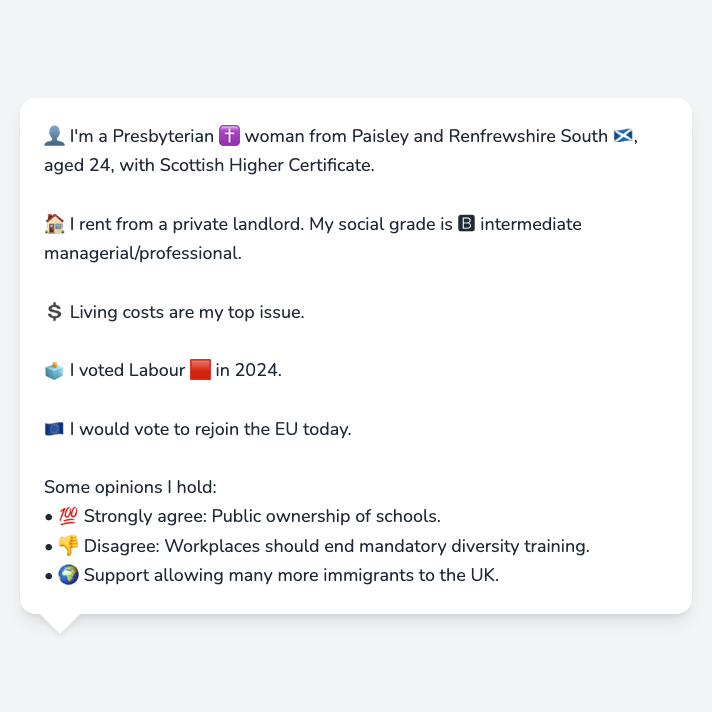 👤 I'm a Presbyterian ✝️ woman from Paisley and Renfrewshire South 🏴󠁧󠁢󠁳󠁣󠁴󠁿,
aged 24, with Scottish Higher Certificate.
🏠 I rent from a private landlord. My social grade is 🅱 intermediate
managerial/professional.
💲 Living costs are my top issue.
🗳️ I voted Labour 🟥 in 2024.
🇪🇺 I would vote to rejoin the EU today.
Some opinions I hold:
• 💯 Strongly agree: Public ownership of schools.
• 👎 Disagree: Workplaces should end mandatory diversity training.
• 🌍 Support allowing many more immigrants to the UK.